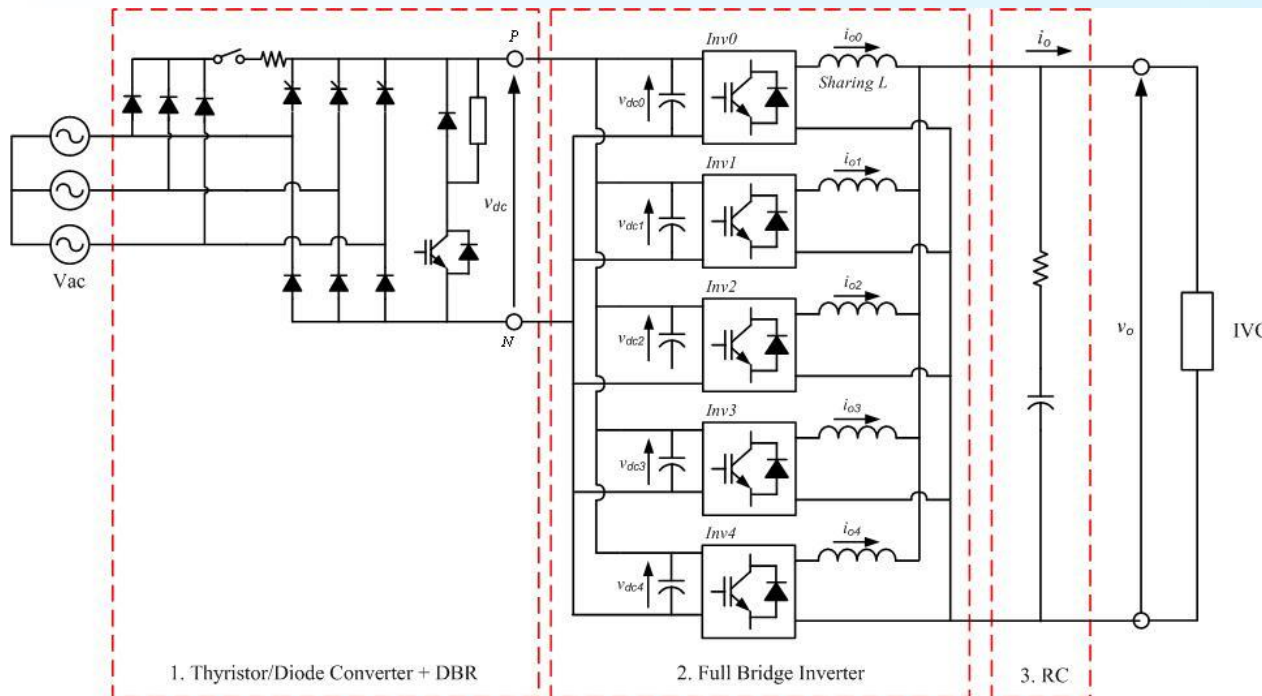 P
Inv0
i_o0
i_o
Sharing L
v_dc0
Inv1
i_o1
v_dc
v_dc1
Vac
Inv2
i_o2
N
v_dc2
v_o
IVC
Inv3
i_o3
v_dc3
Inv4
i_o4
v_dc4
1. Thyristor/Diode Converter + DBR
2. Full Bridge Inverter
3. RC